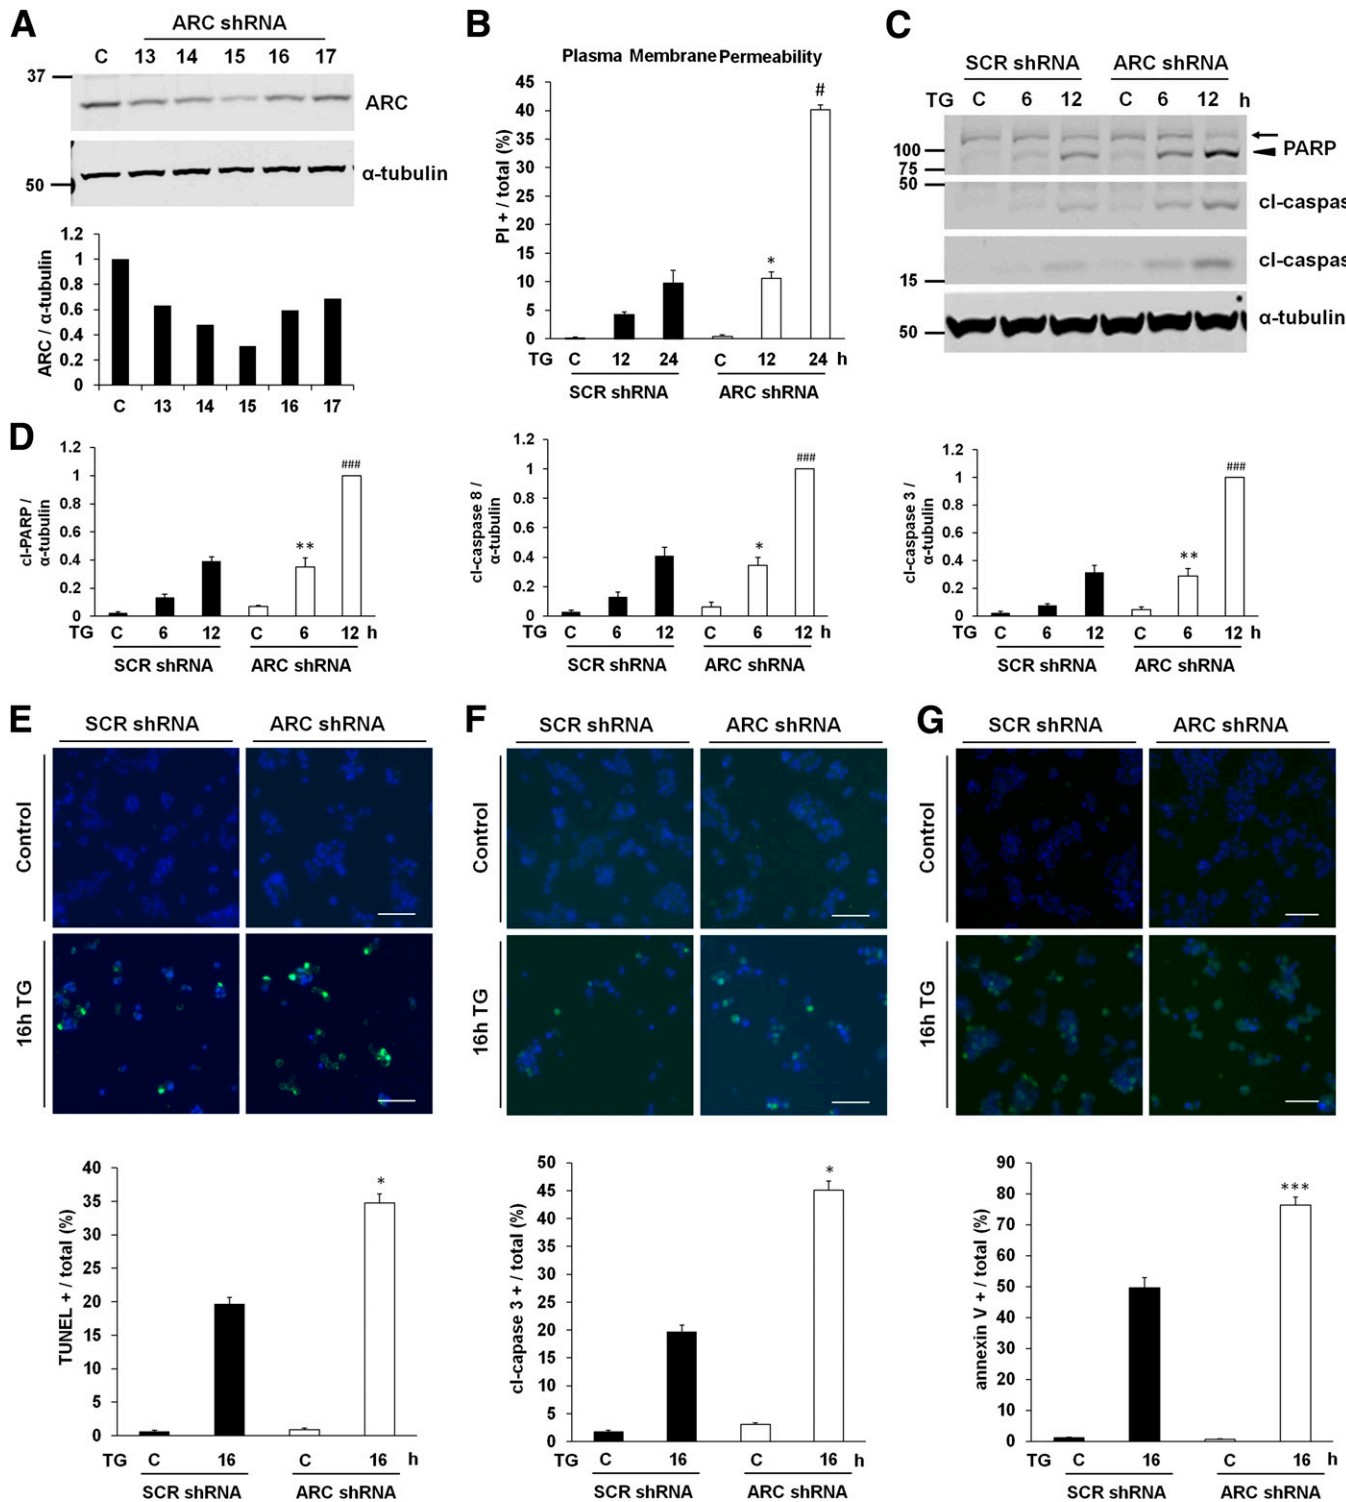 A
ARC shRNA
C 13 14 15 16 17
37
ARC
α-tubulin
50
ARC / α-tubulin
1.2
1
0.8
0.6
0.4
0.2
0
C 13 14 15 16 17
B
Plasma Membrane Permeability
PI + / total (%)
45
40
35
30
25
20
15
10
5
0
*
#
TG C 12 24 C 12 24 h
SCR shRNA ARC shRNA
C
SCR shRNA ARC shRNA
TG C 6 12 C 6 12 h
100
75
PARP
50
cl-caspas
cl-caspas
15
α-tubulin
50
D
cl-PARP /
α-tubulin
1.2
1
0.8
0.6
0.4
0.2
0
**
###
TG C 6 12 C 6 12 h
SCR shRNA ARC shRNA
cl-caspase 8 /
α-tubulin
1.2
1
0.8
0.6
0.4
0.2
0
*
###
TG C 6 12 C 6 12 h
SCR shRNA ARC shRNA
cl-caspase 3 /
α-tubulin
1.2
1
0.8
0.6
0.4
0.2
0
**
###
TG C 6 12 C 6 12 h
SCR shRNA ARC shRNA
E
SCR shRNA ARC shRNA
Control
16h TG
TUNEL + / total (%)
40
35
30
25
20
15
10
5
0
*
TG C 16 C 16 h
SCR shRNA ARC shRNA
F
SCR shRNA ARC shRNA
Control
16h TG
cl-capase 3 + / total (%)
50
45
40
35
30
25
20
15
10
5
0
*
TG C 16 C 16 h
SCR shRNA ARC shRNA
G
SCR shRNA ARC shRNA
Control
16h TG
annexin V + / total (%)
90
80
70
60
50
40
30
20
10
0
***
TG C 16 C 16 h
SCR shRNA ARC shRNA